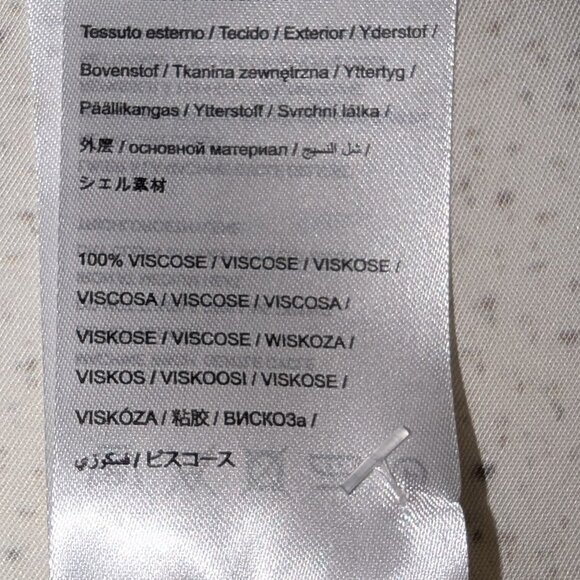 Tessuto esterno / Tecido / Exterior / Yderstof /
Bovenstof / Tkanina zewnętrzna / Yttertyg /
Päällikangas / Ytterstoff / Svrchní látka /
外层 / основной материал / شل النسيج /
シェル素材
100% VISCOSE / VISCOSE / VISKOSE /
VISCOSA / VISCOSE / VISCOSA /
VISKOSE / VISCOSE / WISKOZA /
VISKOS / VISKOOSI / VISKOSE /
VISKÓZA / 粘胶 / ВИСКОЗа /
فسكوزي / ビスコース